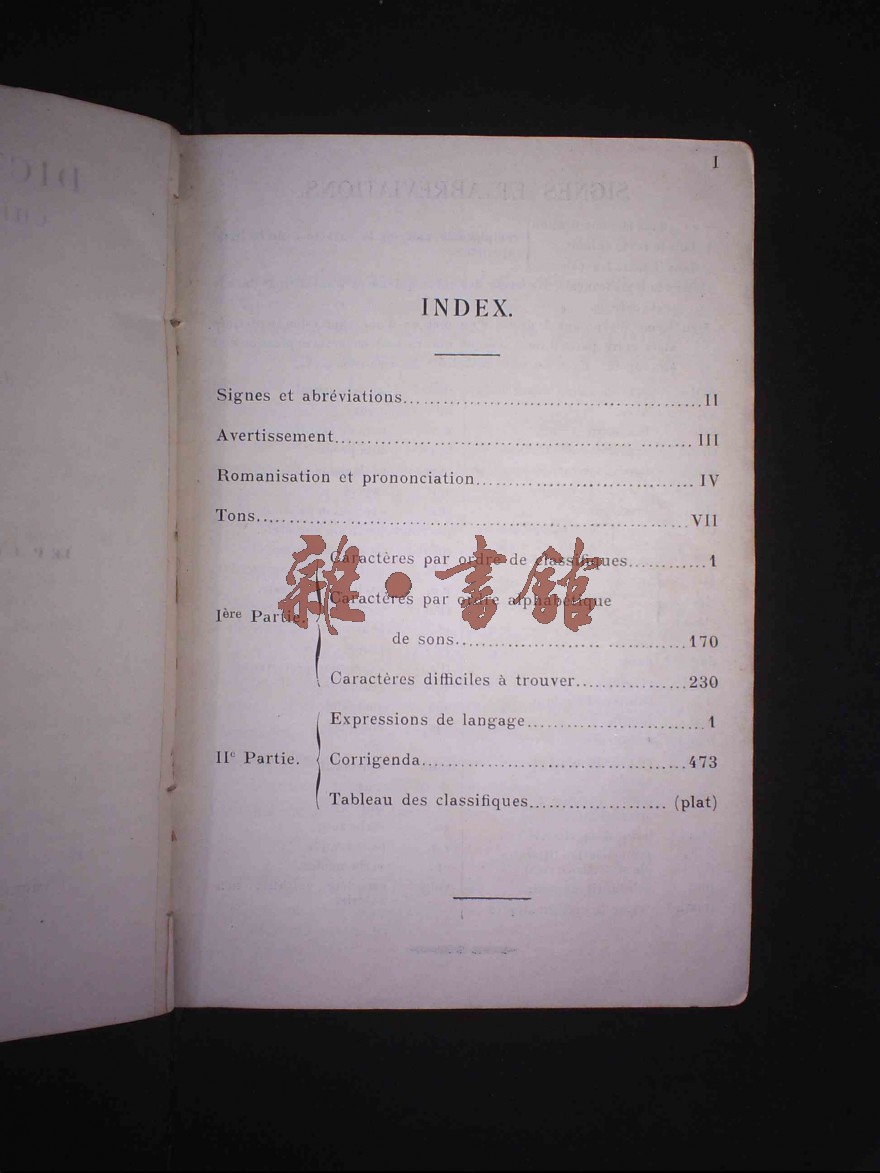 I
INDEX.
Signes et abréviations............II
Avertissement............III
Romanisation et prononciation............IV
Tons............VII
Ière Partie.
Caractères par ordre de classifiques............1
Caractères par ordre alphabétique
de sons............170
Caractères difficiles à trouver............230
IIe Partie.
Expressions de langage............1
Corrigenda............473
Tableau des classifiques............(plat)
雜·書館